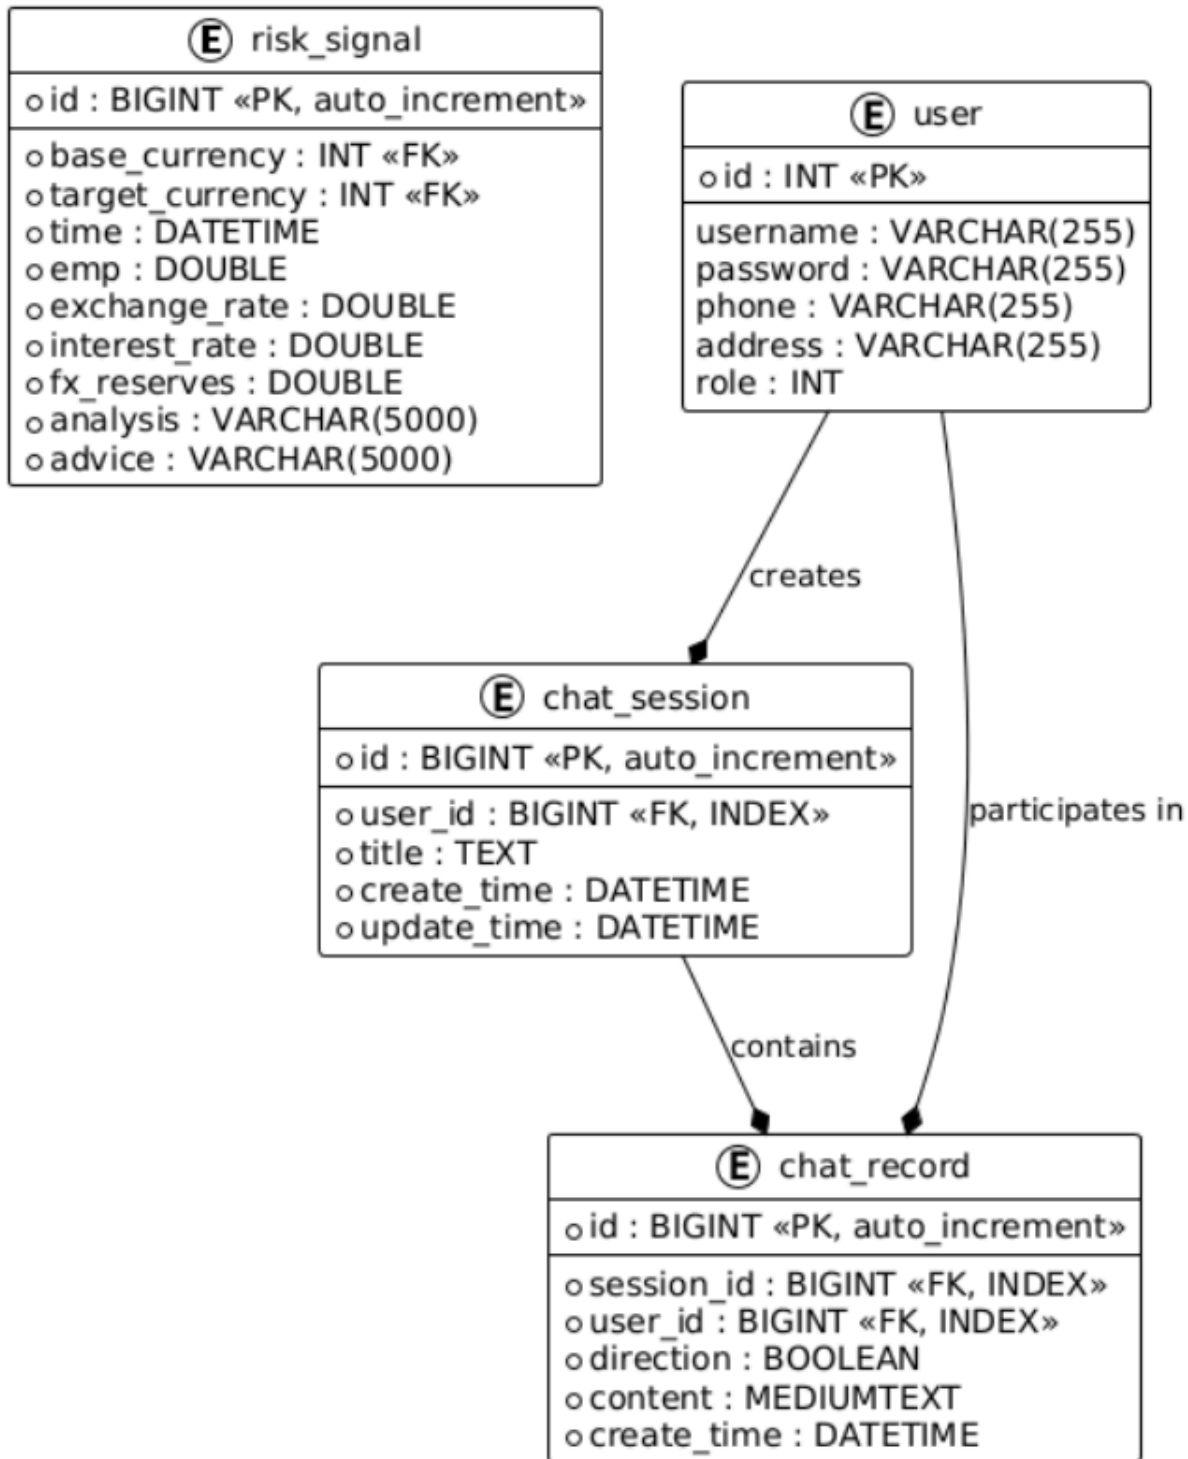 E risk_signal
id : BIGINT «PK, auto_increment»
base_currency : INT «FK»
target_currency : INT «FK»
time : DATETIME
emp : DOUBLE
exchange_rate : DOUBLE
interest_rate : DOUBLE
fx_reserves : DOUBLE
analysis : VARCHAR(5000)
advice : VARCHAR(5000)
E user
id : INT «PK»
username : VARCHAR(255)
password : VARCHAR(255)
phone : VARCHAR(255)
address : VARCHAR(255)
role : INT
creates
E chat_session
id : BIGINT «PK, auto_increment»
user_id : BIGINT «FK, INDEX»
title : TEXT
create_time : DATETIME
update_time : DATETIME
participates in
contains
E chat_record
id : BIGINT «PK, auto_increment»
session_id : BIGINT «FK, INDEX»
user_id : BIGINT «FK, INDEX»
direction : BOOLEAN
content : MEDIUMTEXT
create_time : DATETIME